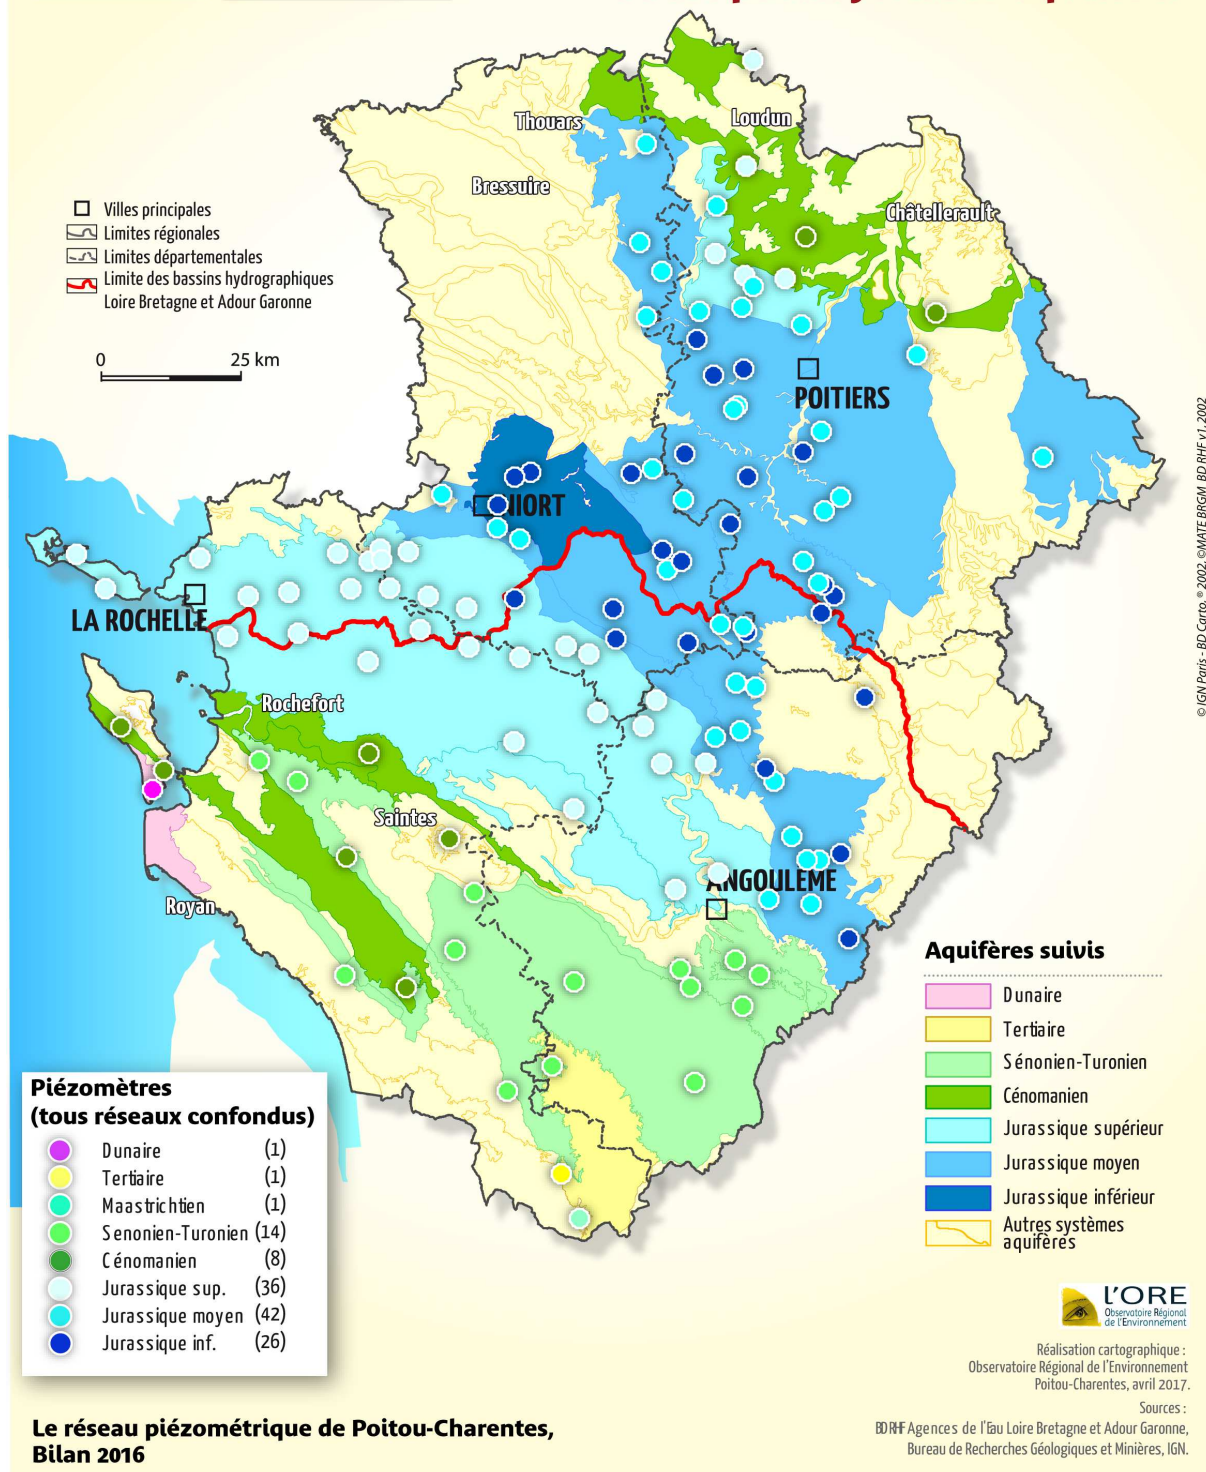 Thouars
Loudun
Bressuire
Châtellerault
Villes principales
Limites régionales
Limites départementales
Limite des bassins hydrographiques
Loire Bretagne et Adour Garonne
0 25 km
POITIERS
NIORT
LA ROCHELLE
Rochefort
Saintes
ANGOULEME
Royan
© IGN Paris - BD Carto. ® 2002, ©MATE BRGM BD RHF v1, 2002
Aquifères suivis
Dunaire
Tertiaire
Sénonien-Turonien
Cénomanien
Jurassique supérieur
Jurassique moyen
Jurassique inférieur
Autres systèmes
aquifères
Piézomètres
(tous réseaux confondus)
Dunaire (1)
Tertiaire (1)
Maastrichtien (1)
Senonien-Turonien (14)
Cénomanien (8)
Jurassique sup. (36)
Jurassique moyen (42)
Jurassique inf. (26)
l'ORE
Observatoire Régional
de l'Environnement
Réalisation cartographique :
Observatoire Régional de l'Environnement
Poitou-Charentes, avril 2017.
Sources :
BD RHF Agences de l'Eau Loire Bretagne et Adour Garonne,
Bureau de Recherches Géologiques et Minières, IGN.
Le réseau piézométrique de Poitou-Charentes,
Bilan 2016